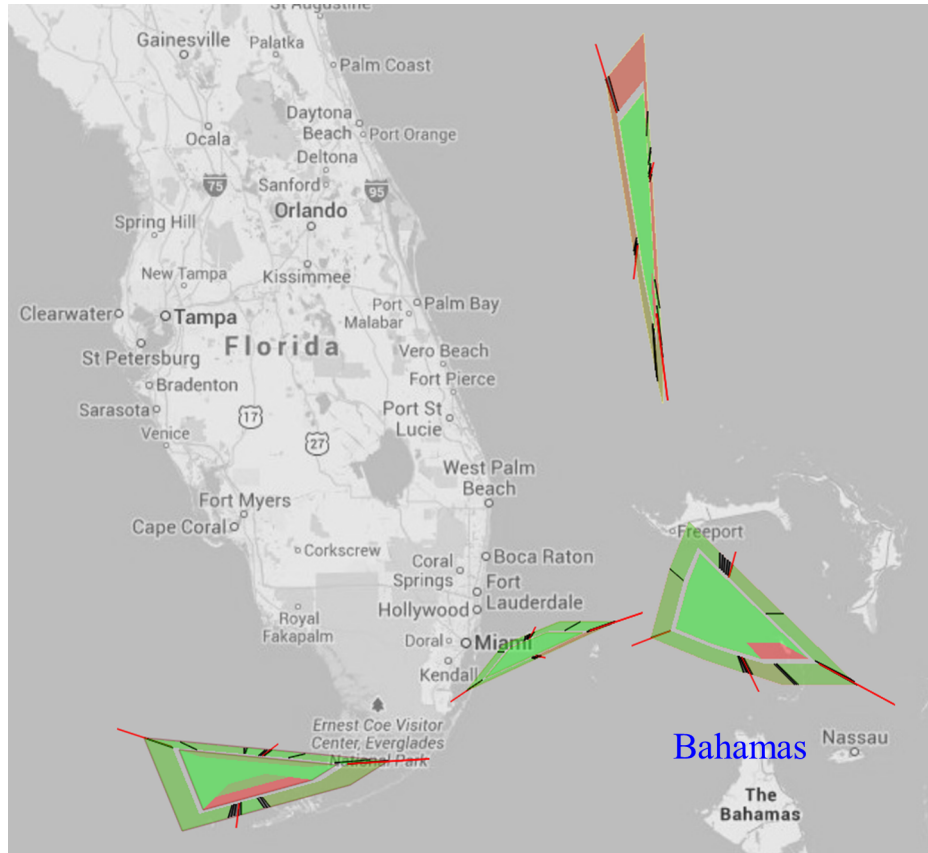 St Augustine
Gainesville
Palatka
Palm Coast
Daytona
Beach
Port Orange
Ocala
Deltona
75
Sanford
95
Orlando
Spring Hill
New Tampa
Kissimmee
Clearwater
Tampa
Port
Malabar
Palm Bay
St Petersburg
Florida
Vero Beach
Bradenton
Fort Pierce
Sarasota
17
Port St
Lucie
Venice
27
West Palm
Beach
Fort Myers
Cape Coral
Freeport
Corkscrew
Boca Raton
Coral
Springs
Fort
Lauderdale
Hollywood
Royal
Fakapalm
Doral
Miami
Kendall
Ernest Coe Visitor
Center, Everglades
National Park
Bahamas
Nassau
The
Bahamas